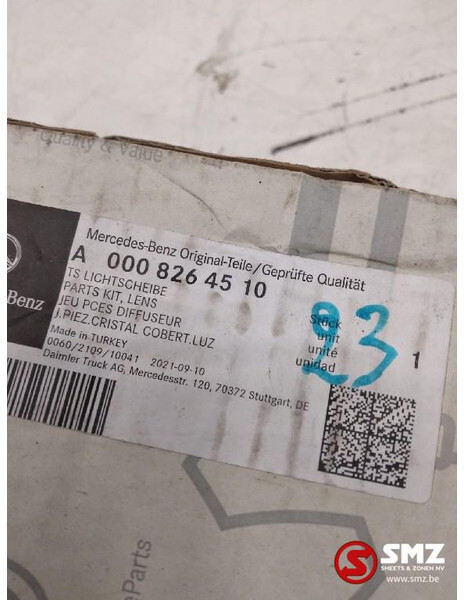 Quality & Value
Mercedes-Benz Original-Teile/Geprüfte Qualität
A 000 826 45 10
TS LICHTSCHEIBE
PARTS KIT, LENS
JEU PCES DIFFUSEUR
J.PIEZ.CRISTAL COBERT.LUZ
Benz
Stück
unit
unité
unidad
1
23
Made in TURKEY
0060/2109/10041 2021-09-10
Daimler Truck AG, Mercedesstr. 120, 70372 Stuttgart, DE
Parts
SMZ
SMEETS & ZONEN NV
www.smz.be